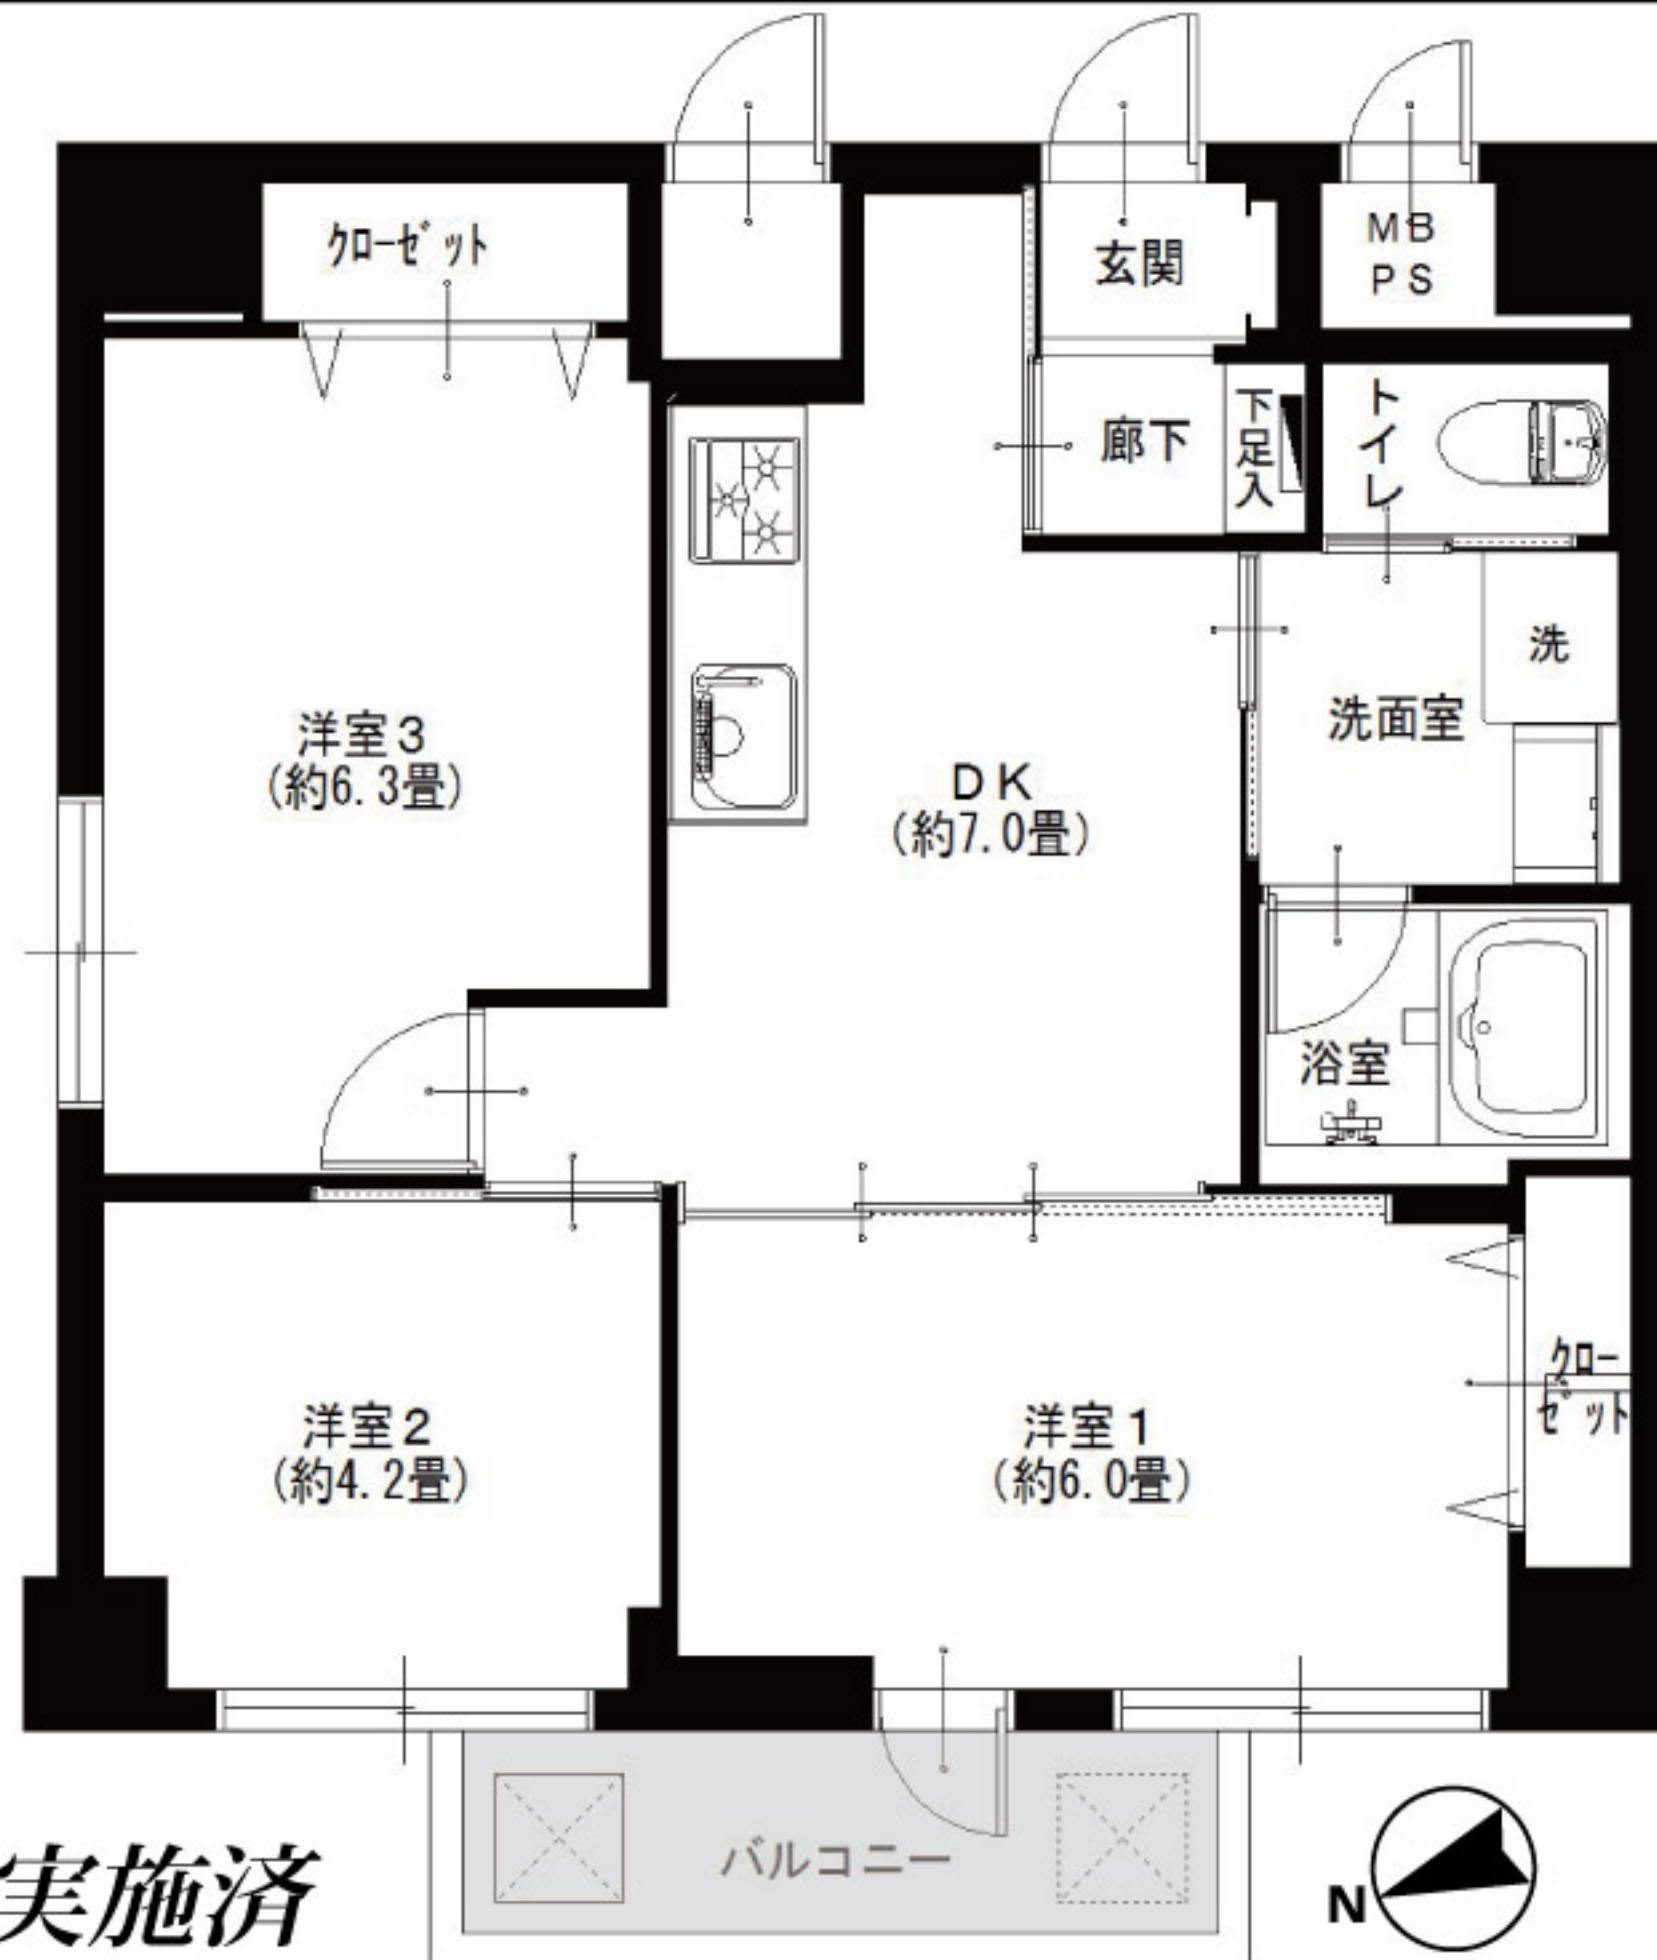 クローゼット
玄関
MB
PS
廊下
下足入
トイレ
洗
洗面室
洋室3
(約6.3畳)
DK
(約7.0畳)
浴室
クロー
ゼット
洋室2
(約4.2畳)
洋室1
(約6.0畳)
バルコニー
N
実施済